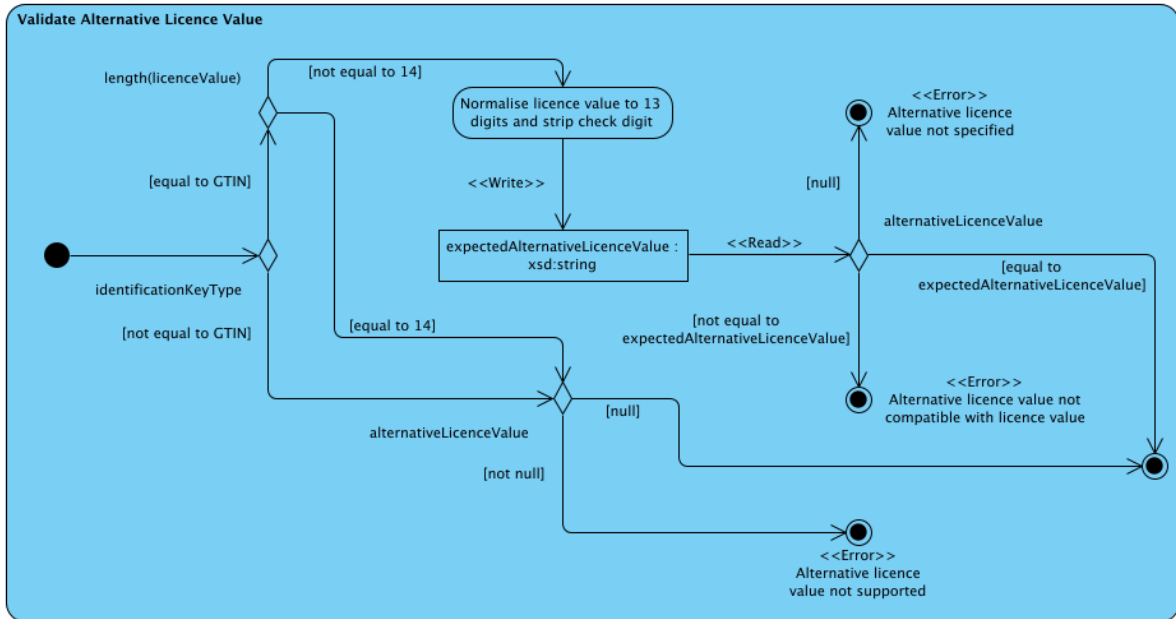 Validate Alternative Licence Value
length(licenceValue)
[not equal to 14]
Normalise licence value to 13
digits and strip check digit
<<Error>>
Alternative licence
value not specified
[equal to GTIN]
<<Write>>
[null]
alternativeLicenceValue
expectedAlternativeLicenceValue :
xsd:string
<<Read>>
[equal to
expectedAlternativeLicenceValue]
identificationKeyType
[not equal to GTIN]
[equal to 14]
[not equal to
expectedAlternativeLicenceValue]
<<Error>>
Alternative licence value not
compatible with licence value
[null]
alternativeLicenceValue
[not null]
<<Error>>
Alternative licence
value not supported